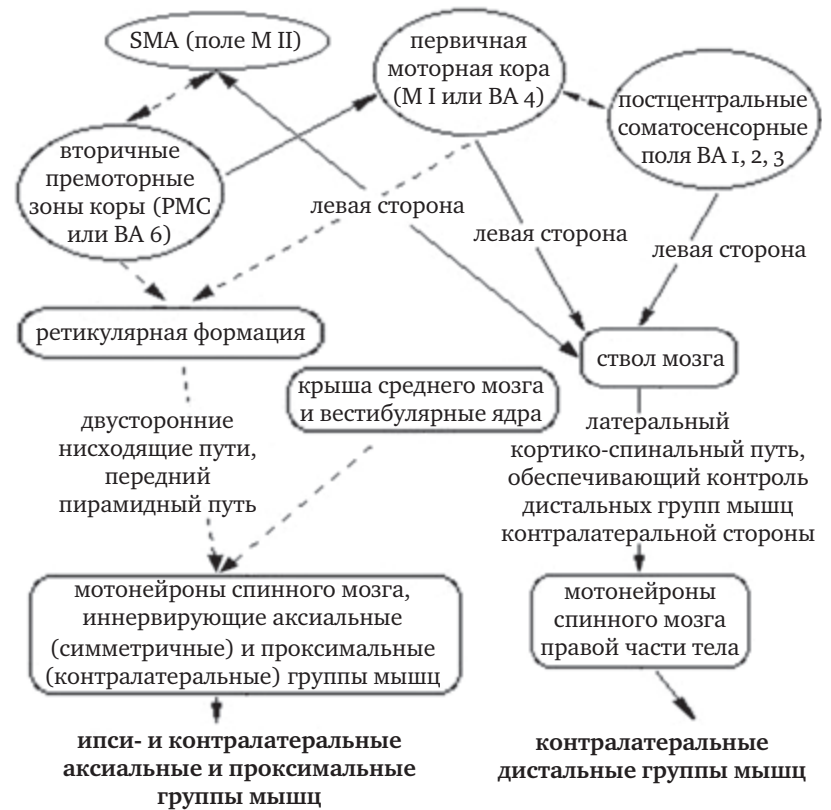 SMA (поле M II)
первичная
моторная кора
(M I или BA 4)
постцентральные
соматосенсорные
поля BA 1, 2, 3
вторичные
премоторные
зоны коры (PMC
или BA 6)
левая сторона
левая сторона
левая сторона
ретикулярная формация
ствол мозга
крыша среднего мозга
и вестибулярные ядра
двусторонние
нисходящие пути,
передний
пирамидный путь
латеральный
кортико-спинальный путь,
обеспечивающий контроль
дистальных групп мышц
контралатеральной стороны
мотонейроны спинного мозга,
иннервирующие аксиальные
(симметричные) и проксимальные
(контралатеральные) группы мышц
мотонейроны
спинного мозга
правой части тела
ипси- и контралатеральные
аксиальные и проксимальные
группы мышц
контралатеральные
дистальные группы мышц